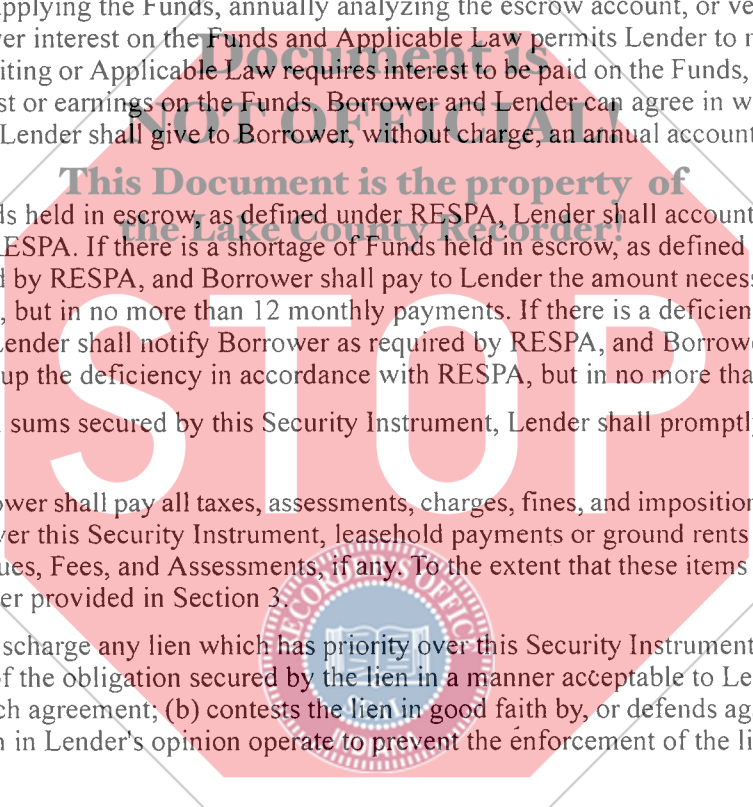 pplying the Funds, annually analyzing the escrow account, or ve
er interest on the Funds and Applicable Law permits Lender to
Document is
iting or Applicable Law requires interest to be paid on the Funds,
st or earnings on the Funds. Borrower and Lender can agree in w
NOT OFFICIAL!
Lender shall give to Borrower, without charge, an annual account
This Document is the property of
ds held in escrow, as defined under RESPA, Lender shall account
the Lake County Recorder!
RESPA. If there is a shortage of Funds held in escrow, as defined
d by RESPA, and Borrower shall pay to Lender the amount necess
, but in no more than 12 monthly payments. If there is a deficien
Lender shall notify Borrower as required by RESPA, and Borrowe
up the deficiency in accordance with RESPA, but in no more tha
STOP
sums secured by this Security Instrument, Lender shall promptly
ower shall pay all taxes, assessments, charges, fines, and imposition
ver this Security Instrument, leasehold payments or ground rents
ues, Fees, and Assessments, if any. To the extent that these items
er provided in Section 3.
RECORDER'S OFFICE
scharge any lien which has priority over this Security Instrument
of the obligation secured by the lien in a manner acceptable to Le
ch agreement; (b) contests the lien in good faith by, or defends ag
SEAL
n in Lender's opinion operate to prevent the enforcement of the li